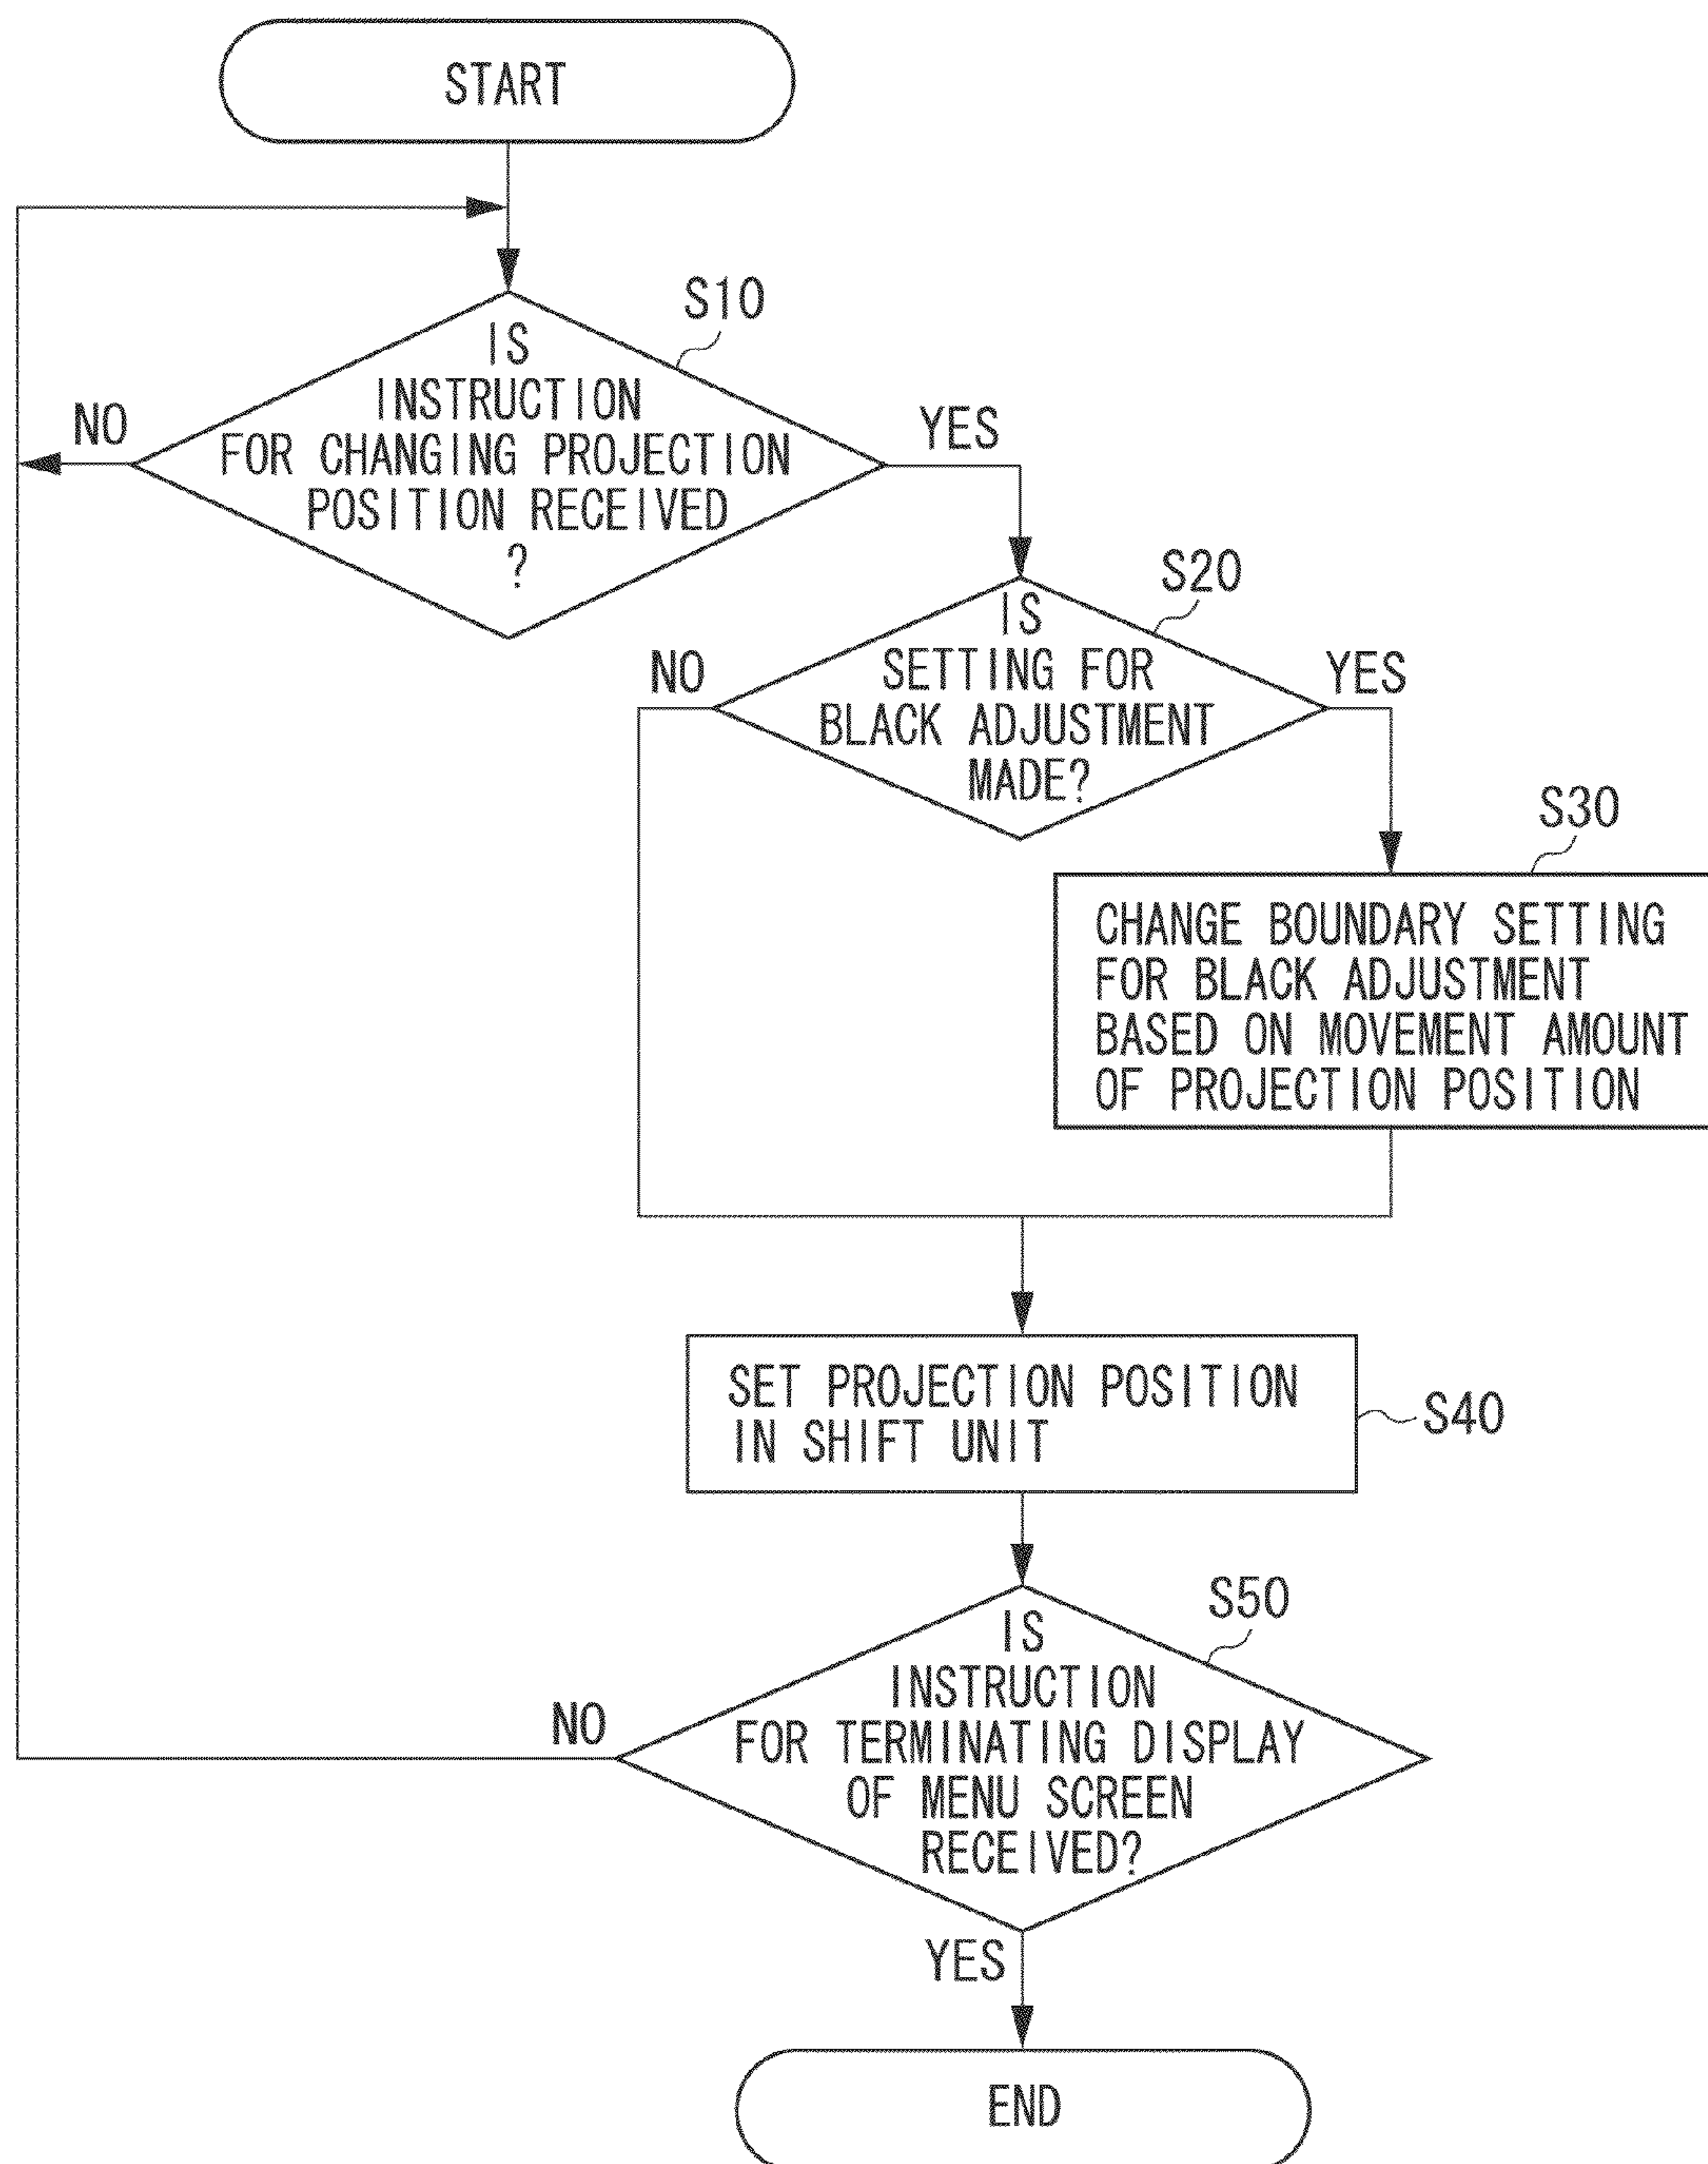 START
S10
IS
INSTRUCTION
FOR CHANGING PROJECTION
POSITION RECEIVED
?
NO
YES
S20
IS
SETTING FOR
BLACK ADJUSTMENT
MADE?
NO
YES
S30
CHANGE BOUNDARY SETTING
FOR BLACK ADJUSTMENT
BASED ON MOVEMENT AMOUNT
OF PROJECTION POSITION
SET PROJECTION POSITION
IN SHIFT UNIT
S40
S50
IS
INSTRUCTION
FOR TERMINATING DISPLAY
OF MENU SCREEN
RECEIVED?
NO
YES
END